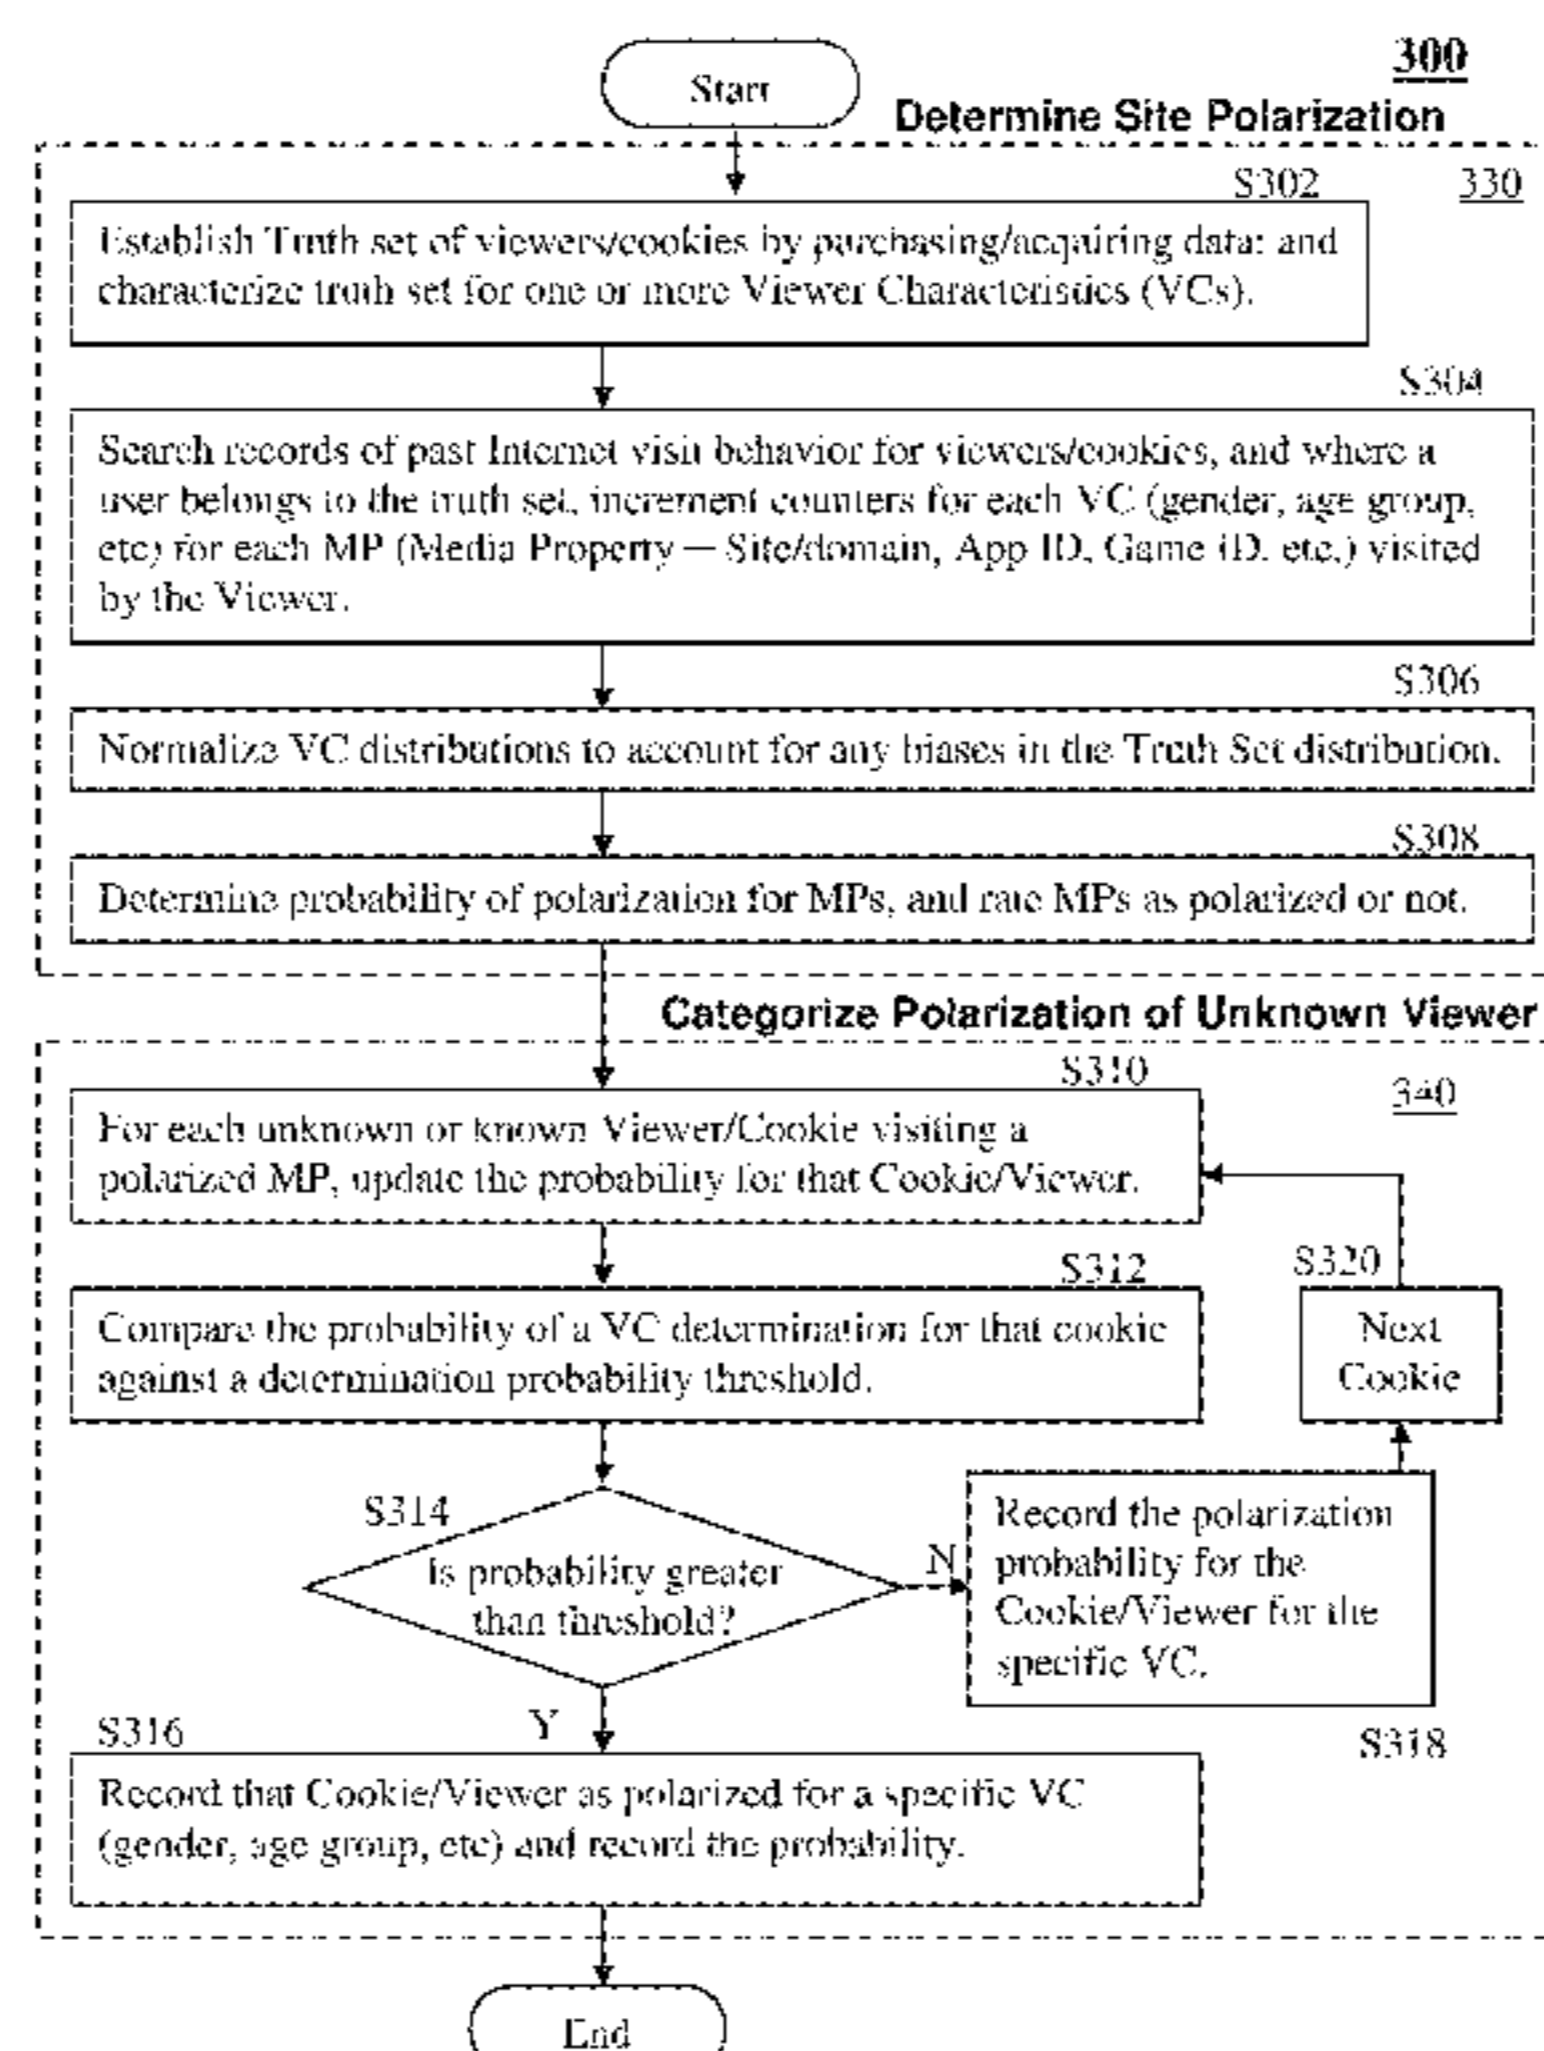 300
Start
Determine Site Polarization
330
S302
Establish Truth set of viewers/cookies by purchasing/acquiring data: and
characterize truth set for one or more Viewer Characteristics (VCs).
S304
Search records of past Internet visit behavior for viewers/cookies, and where a
user belongs to the truth set, increment counters for each VC (gender, age group,
etc) for each MP (Media Property — Site/domain, App ID, Game ID, etc.) visited
by the Viewer.
S306
Normalize VC distributions to account for any biases in the Truth Set distribution.
S308
Determine probability of polarization for MPs, and rate MPs as polarized or not.
Categorize Polarization of Unknown Viewer
S310
340
For each unknown or known Viewer/Cookie visiting a
polarized MP, update the probability for that Cookie/Viewer.
S312
Compare the probability of a VC determination for that cookie
against a determination probability threshold.
S320
Next
Cookie
S314
Is probability greater
than threshold?
N
Record the polarization
probability for the
Cookie/Viewer for the
specific VC.
S318
Y
S316
Record that Cookie/Viewer as polarized for a specific VC
(gender, age group, etc) and record the probability.
End